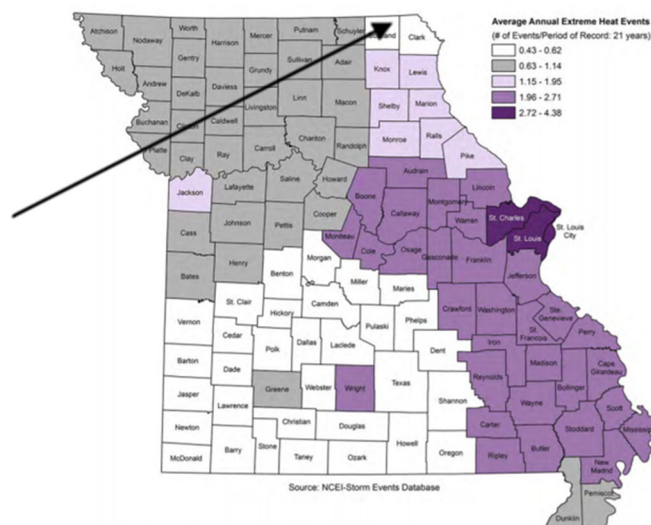 Average Annual Extreme Heat Events
(# of Events/Period of Record: 21 years)
0.43 - 0.62
0.63 - 1.14
1.15 - 1.95
1.96 - 2.71
2.72 - 4.38
Atchison
Nodaway
Worth
Harrison
Mercer
Putnam
Schuyler
Clark
Holt
Gentry
Sullivan
Adair
Knox
Lewis
Andrew
DeKalb
Daviess
Grundy
Linn
Macon
Shelby
Marion
Buchanan
Caldwell
Livingston
Chariton
Randolph
Monroe
Ralls
Platte
Clay
Ray
Carroll
Pike
Audrain
Jackson
Lafayette
Saline
Howard
Boone
Callaway
Montgomery
Lincoln
Warren
St. Charles
St. Louis
St. Louis
City
Cass
Johnson
Pettis
Cooper
Moniteau
Cole
Osage
Gasconade
Franklin
Jefferson
Bates
Henry
Benton
Morgan
Miller
Maries
Crawford
Washington
Ste.
Genevieve
St.
Francois
Perry
Vernon
St. Clair
Hickory
Camden
Pulaski
Phelps
Cedar
Polk
Dallas
Laclede
Dent
Iron
Madison
Cape
Girardeau
Barton
Dade
Greene
Webster
Wright
Texas
Reynolds
Bollinger
Jasper
Lawrence
Shannon
Wayne
Scott
Newton
Christian
Douglas
Carter
Stoddard
McDonald
Barry
Stone
Taney
Ozark
Howell
Oregon
Ripley
Butler
New
Madrid
Dunklin
Pemiscot
Source: NCEI-Storm Events Database